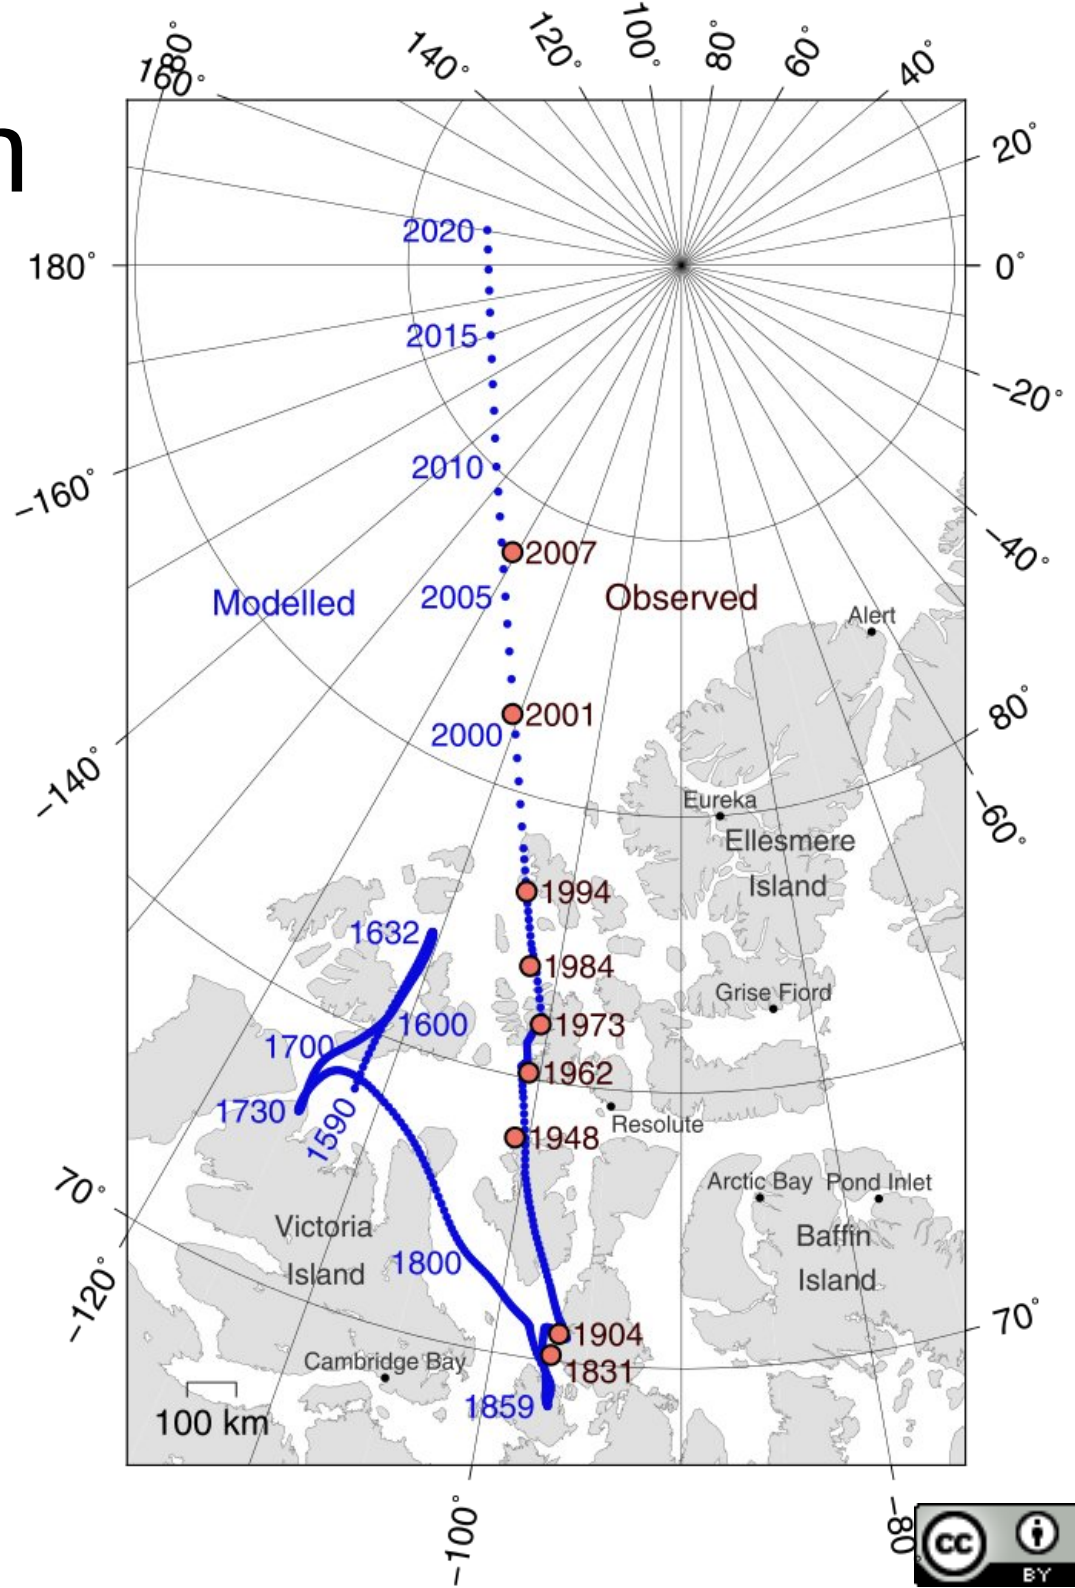 n
180°
160°
140°
120°
100°
80°
60°
40°
20°
2020
180°
0°
2015
−20°
2010
−160°
−40°
2007
2005
Modelled
Observed
Alert
2001
80°
2000
−140°
Eureka
−60°
Ellesmere
Island
1994
1632
1984
Grise Fiord
1600
1973
1700
1962
1730
1590
Resolute
1948
70°
Arctic Bay
Pond Inlet
Victoria
Island
Baffin
Island
1800
−120°
70°
1904
Cambridge Bay
1831
1859
100 km
−100°
−80°
cc
BY